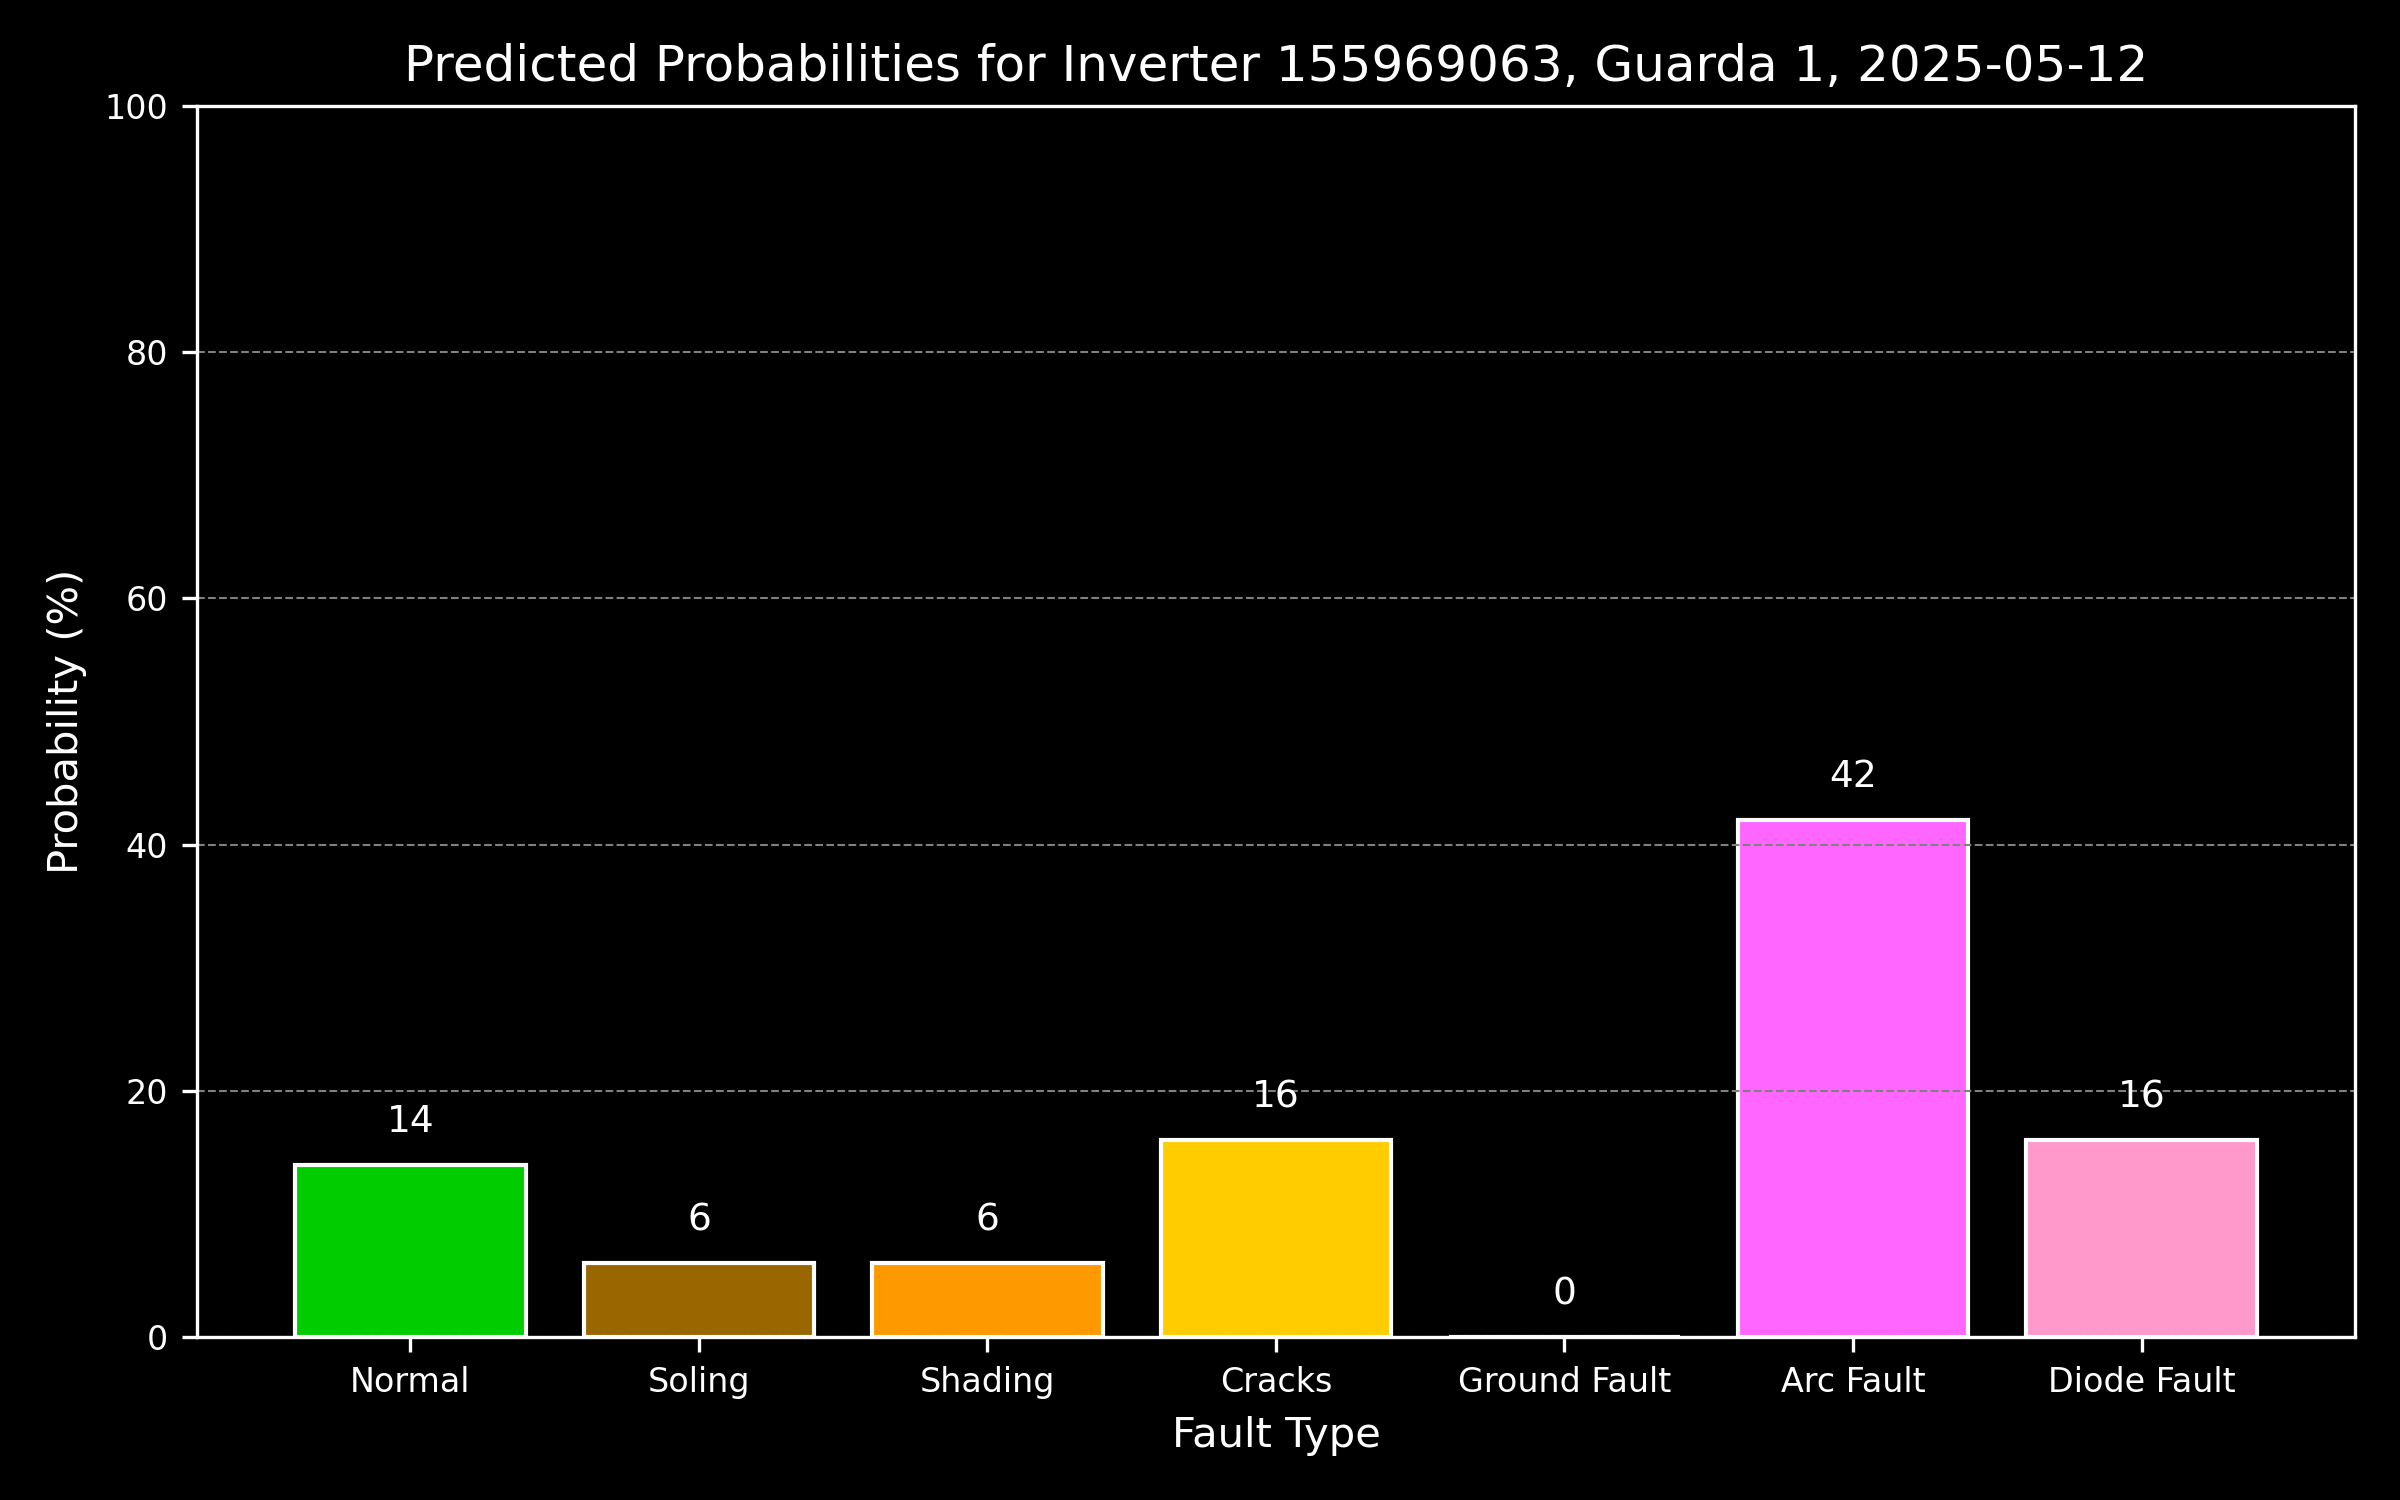 Predicted Probabilities for Inverter 155969063, Guarda 1, 2025-05-12
100
80
60
40
20
0
Probability (%)
14
6
6
16
0
42
16
Normal
Soling
Shading
Cracks
Ground Fault
Arc Fault
Diode Fault
Fault Type